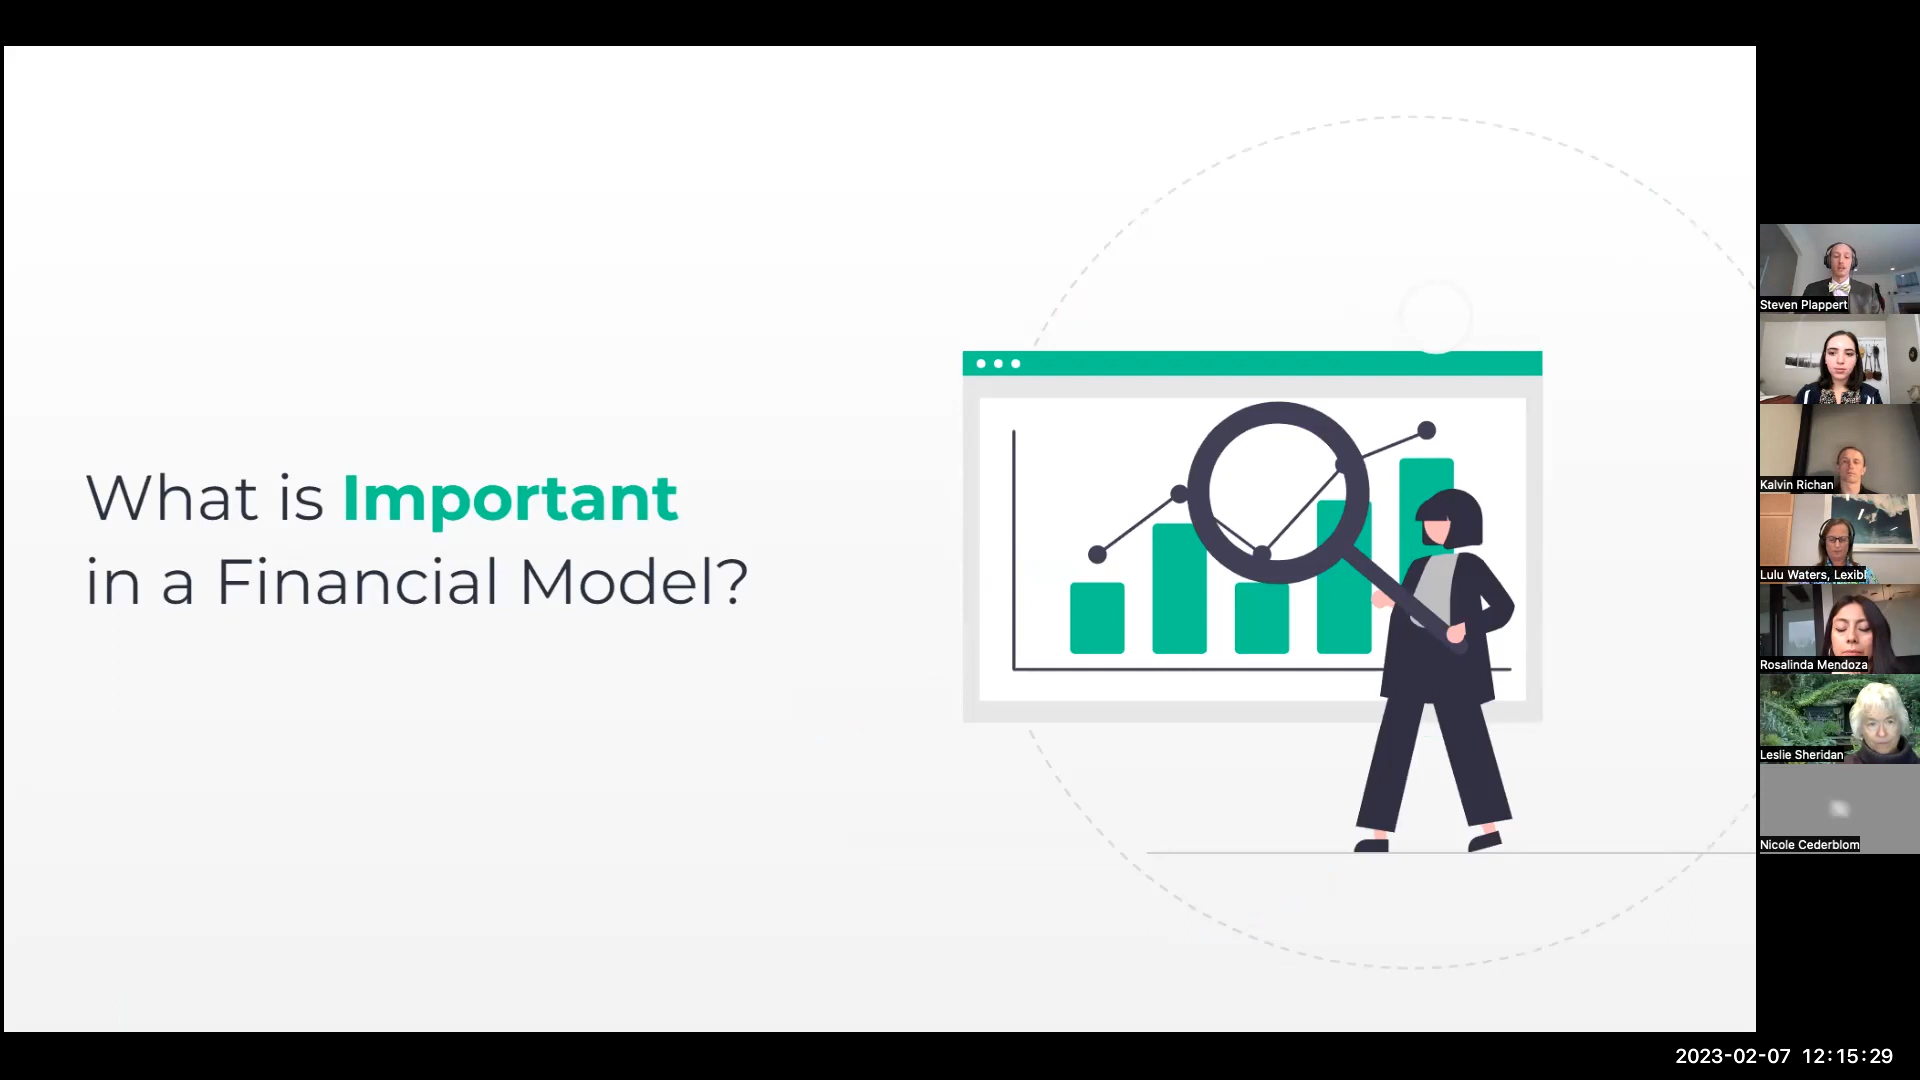 What is Important
in a Financial Model?
Steven Plappert
Kalvin Richan
Lulu Waters, Lexibl
Rosalinda Mendoza
Leslie Sheridan
Nicole Cederblom
2023-02-07 12:15:29